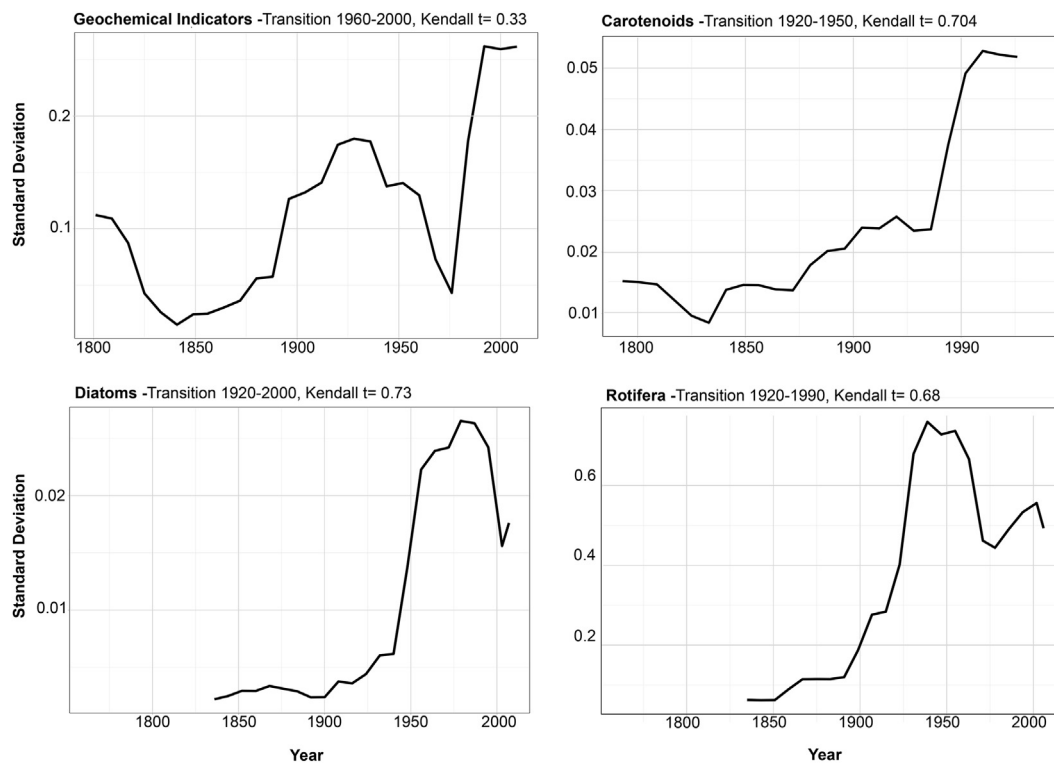 Geochemical Indicators -Transition 1960-2000, Kendall t= 0.33
Standard Deviation
0.2
0.1
1800 1850 1900 1950 2000
Carotenoids -Transition 1920-1950, Kendall t= 0.704
0.05
0.04
0.03
0.02
0.01
1800 1850 1900 1990
Diatoms -Transition 1920-2000, Kendall t= 0.73
Standard Deviation
0.02
0.01
1800 1850 1900 1950 2000
Year
Rotifera -Transition 1920-1990, Kendall t= 0.68
0.6
0.4
0.2
1800 1850 1900 1950 2000
Year